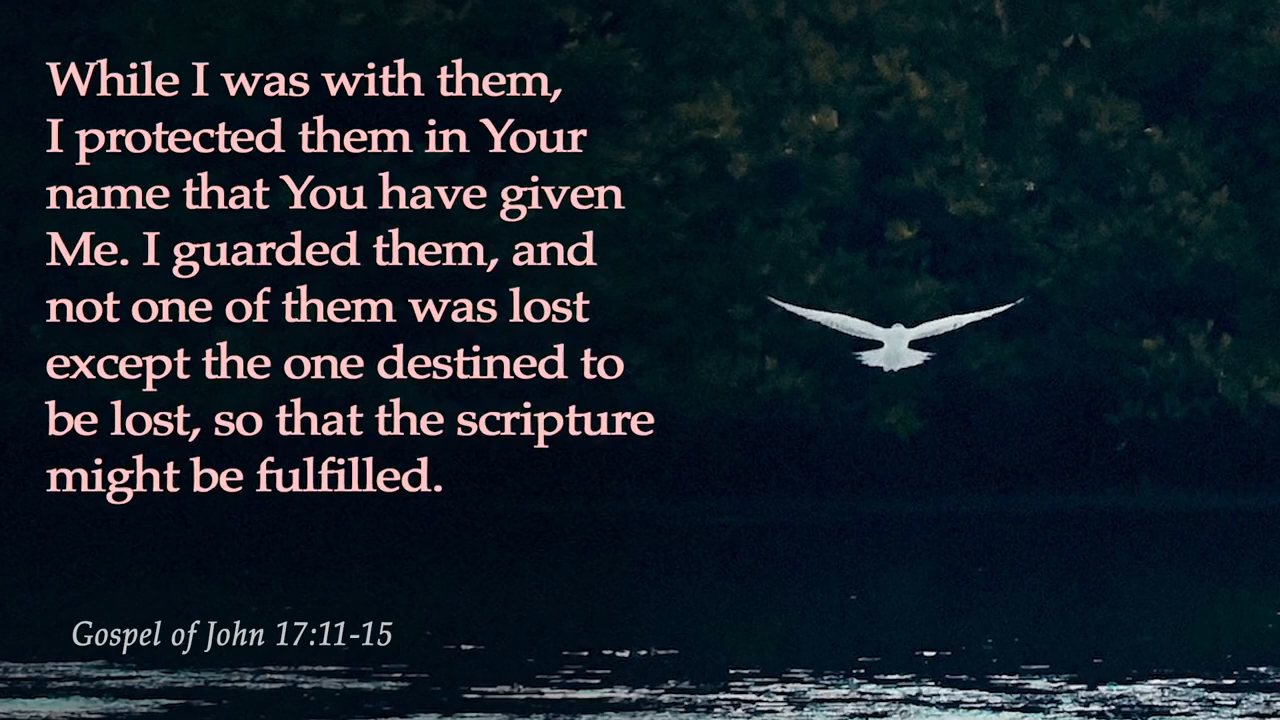 While I was with them,
I protected them in Your
name that You have given
Me. I guarded them, and
not one of them was lost
except the one destined to
be lost, so that the scripture
might be fulfilled.
Gospel of John 17:11-15